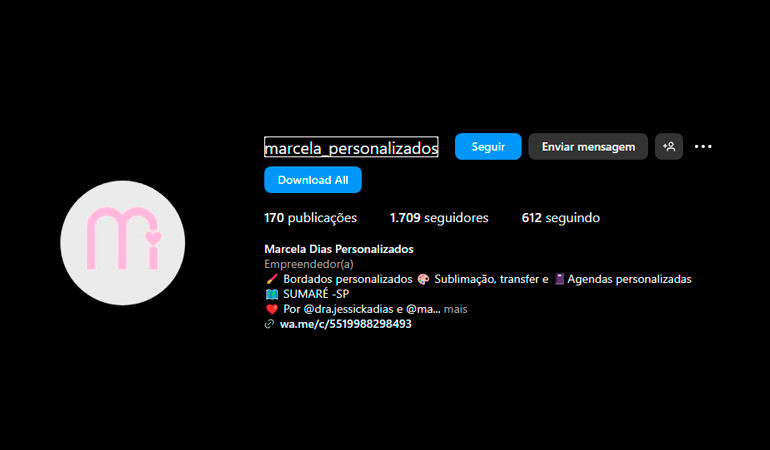 marcela_personalizados Seguir Enviar mensagem
Download All
170 publicações 1.709 seguidores 612 seguindo
mi
Marcela Dias Personalizados
Empreendedor(a)
🖌️ Bordados personalizados 🎨 Sublimação, transfer e 📓 Agendas personalizadas
🗺️ SUMARÉ -SP
❤️ Por @dra.jessickadias e @ma... mais
wa.me/c/5519988298493